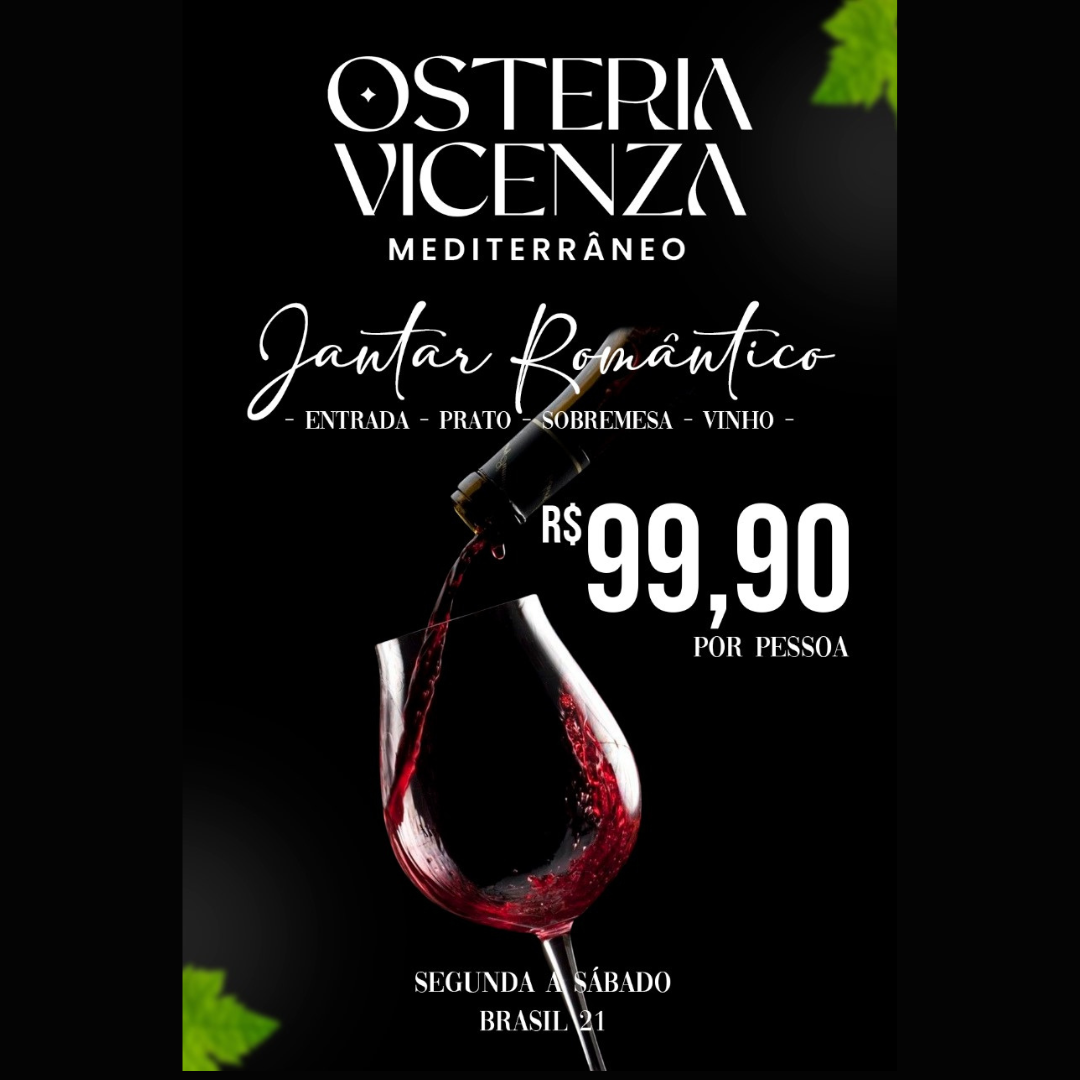 OSTERIA
VICENZA
MEDITERRÂNEO
Jantar Romântico
- ENTRADA - PRATO - SOBREMESA - VINHO -
R$99,90
POR PESSOA
SEGUNDA A SÁBADO
BRASIL 21